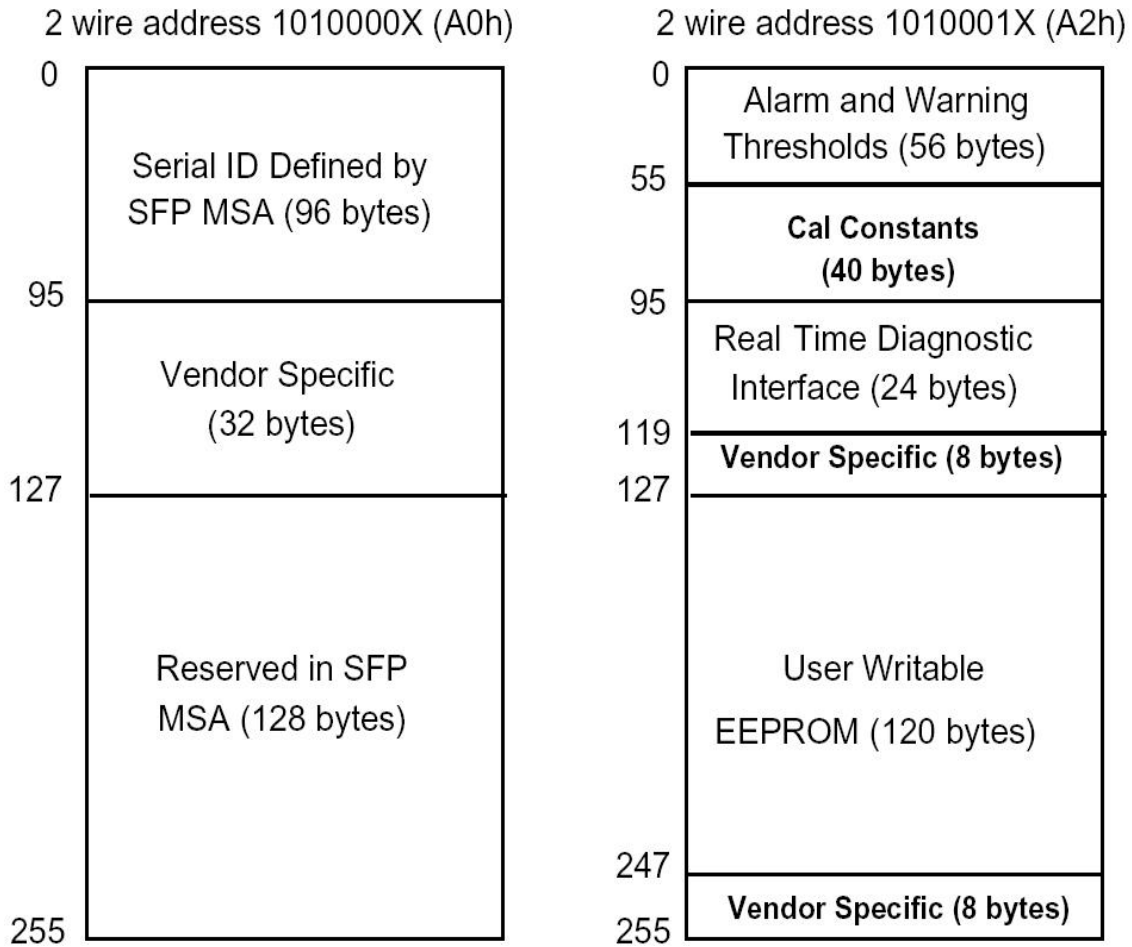 2 wire address 1010000X (A0h)
0
Serial ID Defined by
SFP MSA (96 bytes)
95
Vendor Specific
(32 bytes)
127
Reserved in SFP
MSA (128 bytes)
255
2 wire address 1010001X (A2h)
0
Alarm and Warning
Thresholds (56 bytes)
55
Cal Constants
(40 bytes)
95
Real Time Diagnostic
Interface (24 bytes)
119
Vendor Specific (8 bytes)
127
User Writable
EEPROM (120 bytes)
247
Vendor Specific (8 bytes)
255